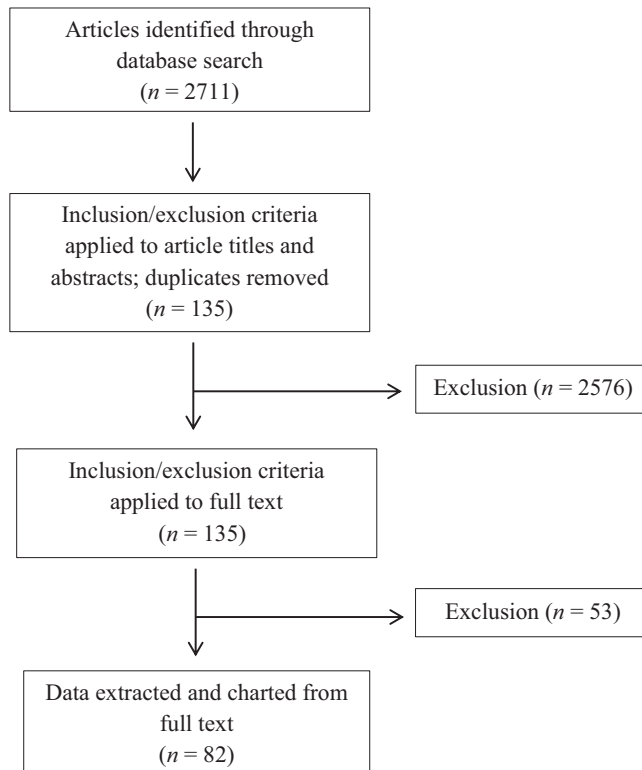 Articles identified through
database search
(n = 2711)
Inclusion/exclusion criteria
applied to article titles and
abstracts; duplicates removed
(n = 135)
Exclusion (n = 2576)
Inclusion/exclusion criteria
applied to full text
(n = 135)
Exclusion (n = 53)
Data extracted and charted from
full text
(n = 82)